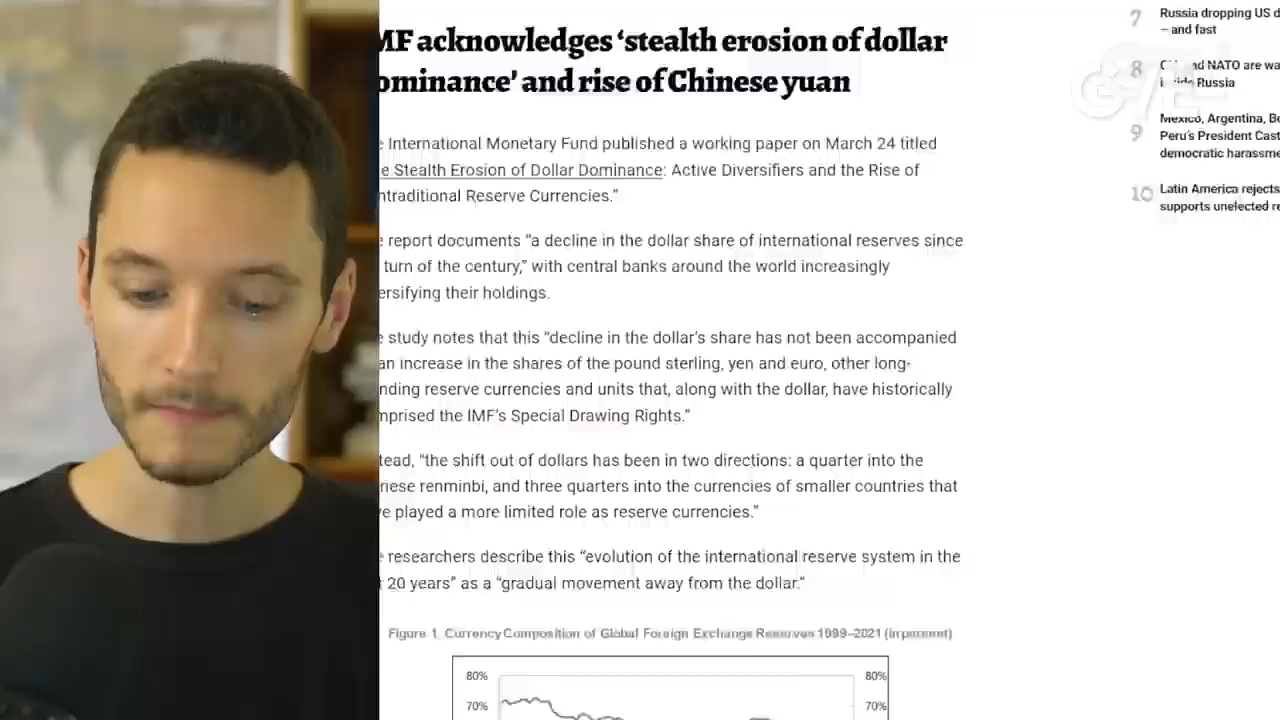 MF acknowledges ‘stealth erosion of dollar
ominance’ and rise of Chinese yuan
e International Monetary Fund published a working paper on March 24 titled
e Stealth Erosion of Dollar Dominance: Active Diversifiers and the Rise of
ntraditional Reserve Currencies.”
e report documents “a decline in the dollar share of international reserves since
turn of the century,” with central banks around the world increasingly
ersifying their holdings.
e study notes that this “decline in the dollar’s share has not been accompanied
an increase in the shares of the pound sterling, yen and euro, other long-
nding reserve currencies and units that, along with the dollar, have historically
mprised the IMF’s Special Drawing Rights.”
tead, “the shift out of dollars has been in two directions: a quarter into the
nese renminbi, and three quarters into the currencies of smaller countries that
e played a more limited role as reserve currencies.”
e researchers describe this “evolution of the international reserve system in the
t 20 years” as a “gradual movement away from the dollar.”
Figure 1. Currency Composition of Global Foreign Exchange Reserves 1999–2021 (in percent)
80% 80%
70% 70%
7 Russia dropping US d
– and fast
8 and NATO are wa
inside Russia
9 Mexico, Argentina, Bo
Peru’s President Cast
democratic harassme
10 Latin America rejects
supports unelected re